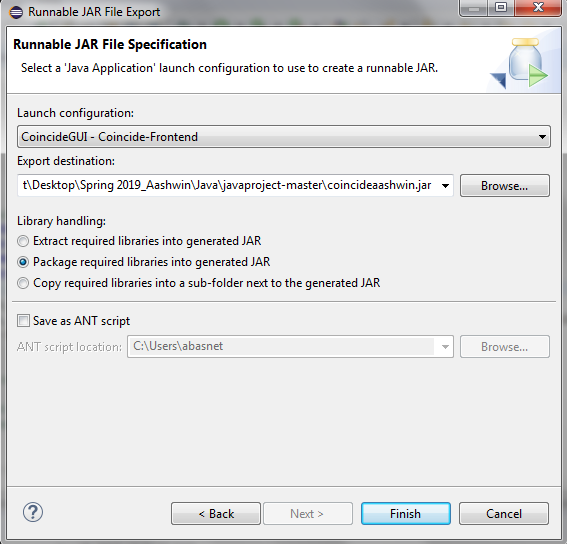 Runnable JAR File Export
Runnable JAR File Specification
Select a 'Java Application' launch configuration to use to create a runnable JAR.
Launch configuration:
CoincideGUI - Coincide-Frontend
Export destination:
t\Desktop\Spring 2019_Aashwin\Java\javaproject-master\coincideaashwin.jar
Browse...
Library handling:
Extract required libraries into generated JAR
Package required libraries into generated JAR
Copy required libraries into a sub-folder next to the generated JAR
Save as ANT script
ANT script location:
C:\Users\abasnet
Browse...
?
< Back
Next >
Finish
Cancel